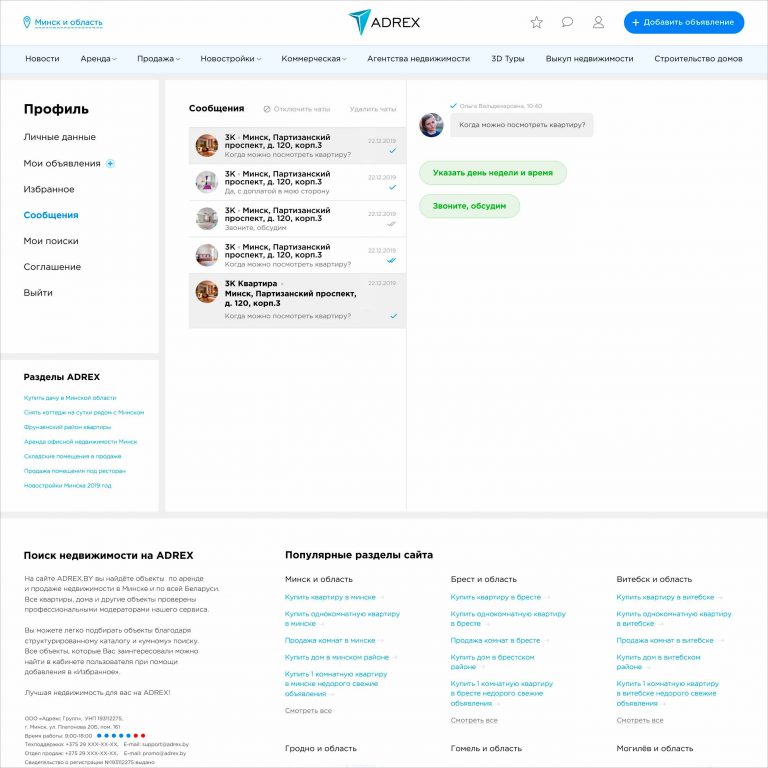 Минск и область
ADREX
+ Добавить объявление
Новости
Аренда
Продажа
Новостройки
Коммерческая
Агентства недвижимости
3D Туры
Выкуп недвижимости
Строительство домов
Профиль
Личные данные
Мои объявления
Избранное
Сообщения
Мои поиски
Соглашение
Выйти
Разделы ADREX
Купить дачу в Минской области
Снять коттедж на сутки рядом с Минском
Фрунзенский район квартиры
Аренда офисной недвижимости Минск
Складские помещения в продаже
Продажа помещения под ресторан
Новостройки Минска 2019 год
Сообщения
Отключить чаты
Удалить чаты
3К · Минск, Партизанский
проспект, д. 120, корп.3
Когда можно посмотреть квартиру?
22.12.2019
3К · Минск, Партизанский
проспект, д. 120, корп.3
Да, с доплатой в мою сторону
22.12.2019
3К · Минск, Партизанский
проспект, д. 120, корп.3
Звоните, обсудим
22.12.2019
3К · Минск, Партизанский
проспект, д. 120, корп.3
Когда можно посмотреть квартиру?
22.12.2019
3К Квартира ·
Минск, Партизанский проспект,
д. 120, корп.3
Когда можно посмотреть квартиру?
22.12.2019
Ольга Вальдемаровна, 10:40
Когда можно посмотреть квартиру?
Указать день недели и время
Звоните, обсудим
Поиск недвижимости на ADREX
На сайте ADREX.BY вы найдёте объекты по аренде
и продаже недвижимости в Минске и по всей Беларуси.
Все квартиры, дома и другие объекты проверены
профессиональными модераторами нашего сервиса.
Вы можете легко подбирать объекты благодаря
структурированному каталогу и «умному» поиску.
Все объекты, которые Вас заинтересовали можно
найти в кабинете пользователя при помощи
добавления в «Избранное».
Лучшая недвижимость для вас на ADREX!
ООО «Адрекс Групп», УНП 193112275,
г. Минск, ул. Платонова 20Б, пом. 161
Время работы: 9:00-18:00
Техподдержка: +375 29 XXX-XX-XX, E-mail: support@adrex.by
Отдел продаж: +375 29 XXX-XX-XX, E-mail: promo@adrex.by
Свидетельство о регистрации №193112275 выдано
Популярные разделы сайта
Минск и область
Купить квартиру в минске →
Купить однокомнатную квартиру
в минске →
Продажа комнат в минске →
Купить дом в минском районе →
Купить 1 комнатную квартиру
в минске недорого свежие
объявления →
Смотреть все
Гродно и область
Брест и область
Купить квартиру в бресте →
Купить однокомнатную квартиру
в бресте →
Продажа комнат в бресте →
Купить дом в брестском
районе →
Купить 1 комнатную квартиру
в бресте недорого свежие
объявления →
Смотреть все
Гомель и область
Витебск и область
Купить квартиру в витебске →
Купить однокомнатную квартиру
в витебске →
Продажа комнат в витебске →
Купить дом в витебском
районе →
Купить 1 комнатную квартиру
в витебске недорого свежие
объявления →
Смотреть все
Могилёв и область